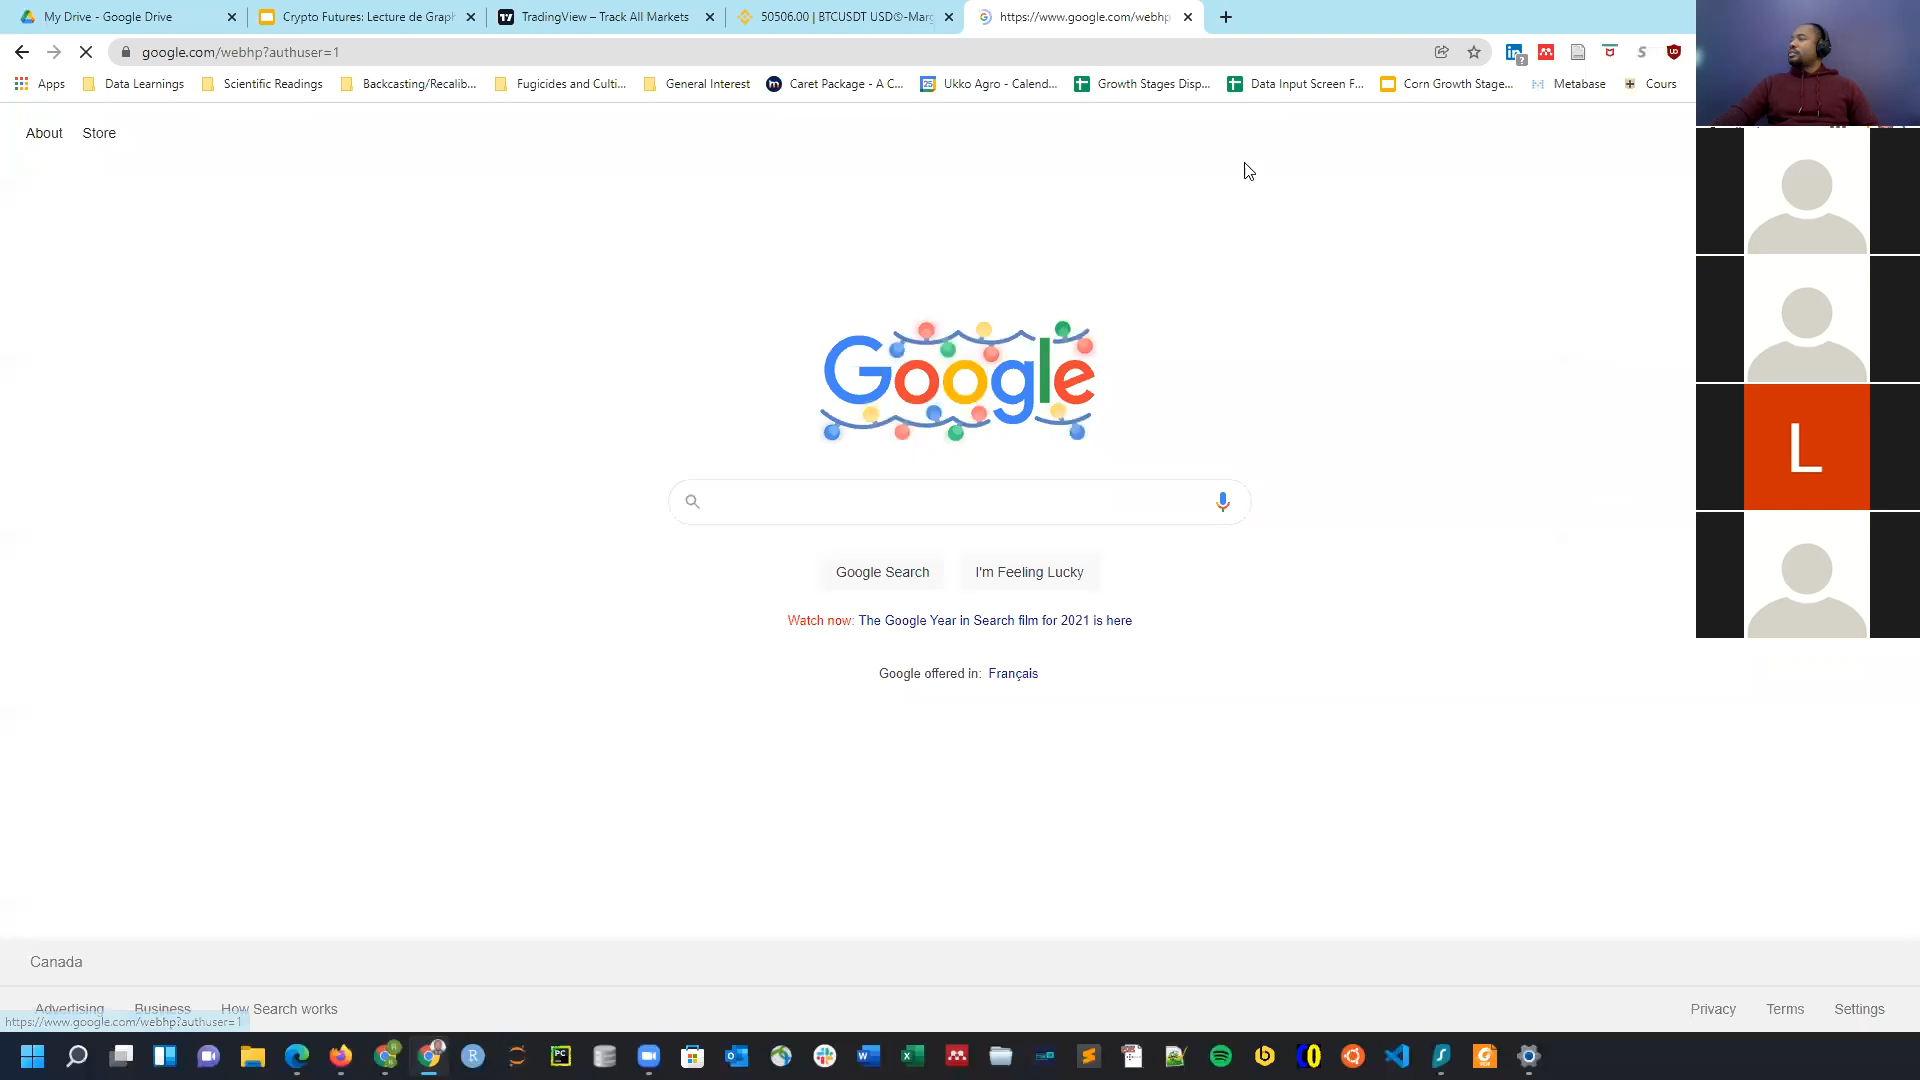 My Drive - Google Drive
Crypto Futures: Lecture de Graph
TradingView – Track All Markets
50506.00 | BTCUSDT USD®-Marg
https://www.google.com/webhp
google.com/webhp?authuser=1
Apps
Data Learnings
Scientific Readings
Backcasting/Recalib...
Fugicides and Culti...
General Interest
Caret Package - A C...
Ukko Agro - Calend...
Growth Stages Disp...
Data Input Screen F...
Corn Growth Stage...
Metabase
Cours
About
Store
Google
Google Search
I'm Feeling Lucky
Watch now: The Google Year in Search film for 2021 is here
Google offered in: Français
L
Canada
Advertising
Business
How Search works
Privacy
Terms
Settings
https://www.google.com/webhp?authuser=1